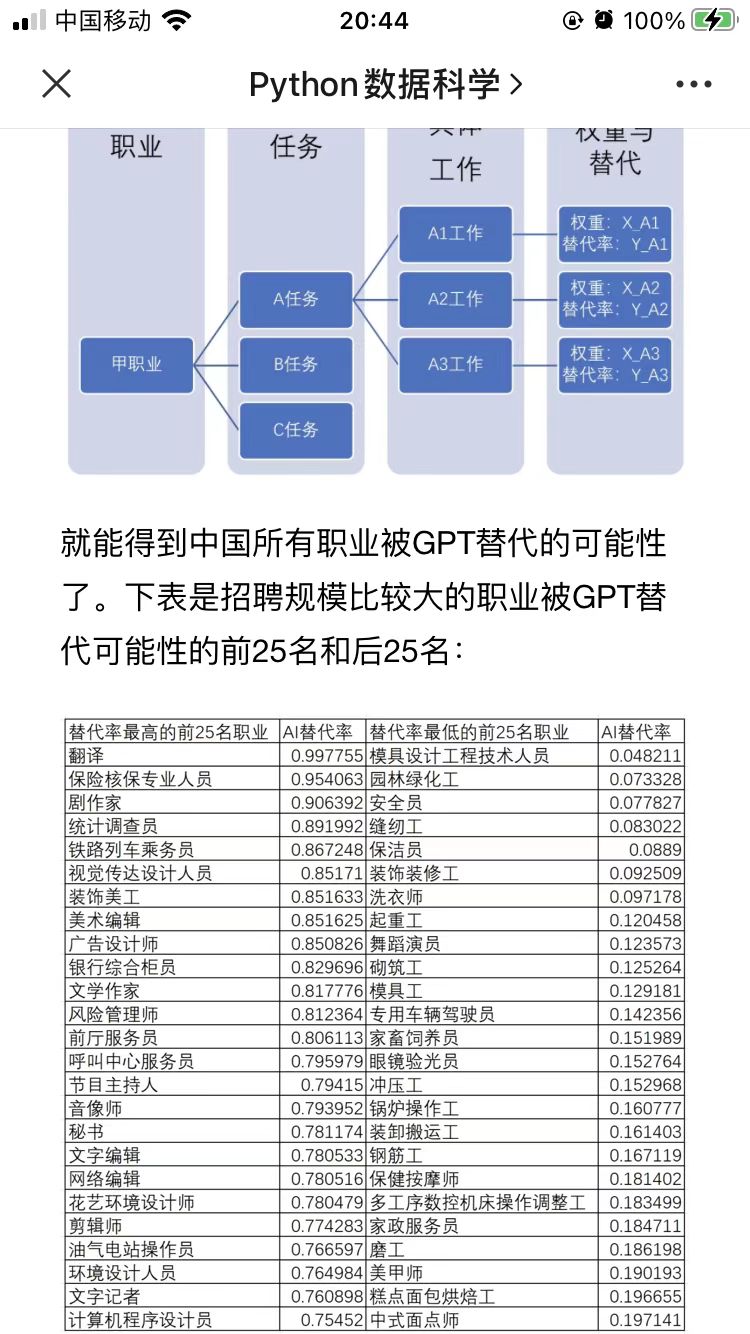 中国移动
20:44
100%
Python数据科学
职业
任务
具体
工作
权重与
替代
甲职业
A任务
B任务
C任务
A1工作
A2工作
A3工作
权重：X_A1
替代率：Y_A1
权重：X_A2
替代率：Y_A2
权重：X_A3
替代率：Y_A3
就能得到中国所有职业被GPT替代的可能性
了。下表是招聘规模比较大的职业被GPT替
代可能性的前25名和后25名：
替代率最高的前25名职业 AI替代率 替代率最低的前25名职业 AI替代率
翻译 0.997755 模具设计工程技术人员 0.048211
保险核保专业人员 0.954063 园林绿化工 0.073328
剧作家 0.906392 安全员 0.077827
统计调查员 0.891992 缝纫工 0.083022
铁路列车乘务员 0.867248 保洁员 0.0889
视觉传达设计人员 0.85171 装饰装修工 0.092509
装饰美工 0.851633 洗衣师 0.097178
美术编辑 0.851625 起重工 0.120458
广告设计师 0.850826 舞蹈演员 0.123573
银行综合柜员 0.829696 砌筑工 0.125264
文学作家 0.817776 模具工 0.129181
风险管理师 0.812364 专用车辆驾驶员 0.142356
前厅服务员 0.806113 家畜饲养员 0.151989
呼叫中心服务员 0.795979 眼镜验光员 0.152764
节目主持人 0.79415 冲压工 0.152968
音像师 0.793952 锅炉操作工 0.160777
秘书 0.781174 装卸搬运工 0.161403
文字编辑 0.780533 钢筋工 0.167119
网络编辑 0.780516 保健按摩师 0.181402
花艺环境设计师 0.780479 多工序数控机床操作调整工 0.183499
剪辑师 0.774283 家政服务员 0.184711
油气电站操作员 0.766597 磨工 0.186198
环境设计人员 0.764984 美甲师 0.190193
文字记者 0.760898 糕点面包烘焙工 0.196655
计算机程序设计员 0.75452 中式面点师 0.197141